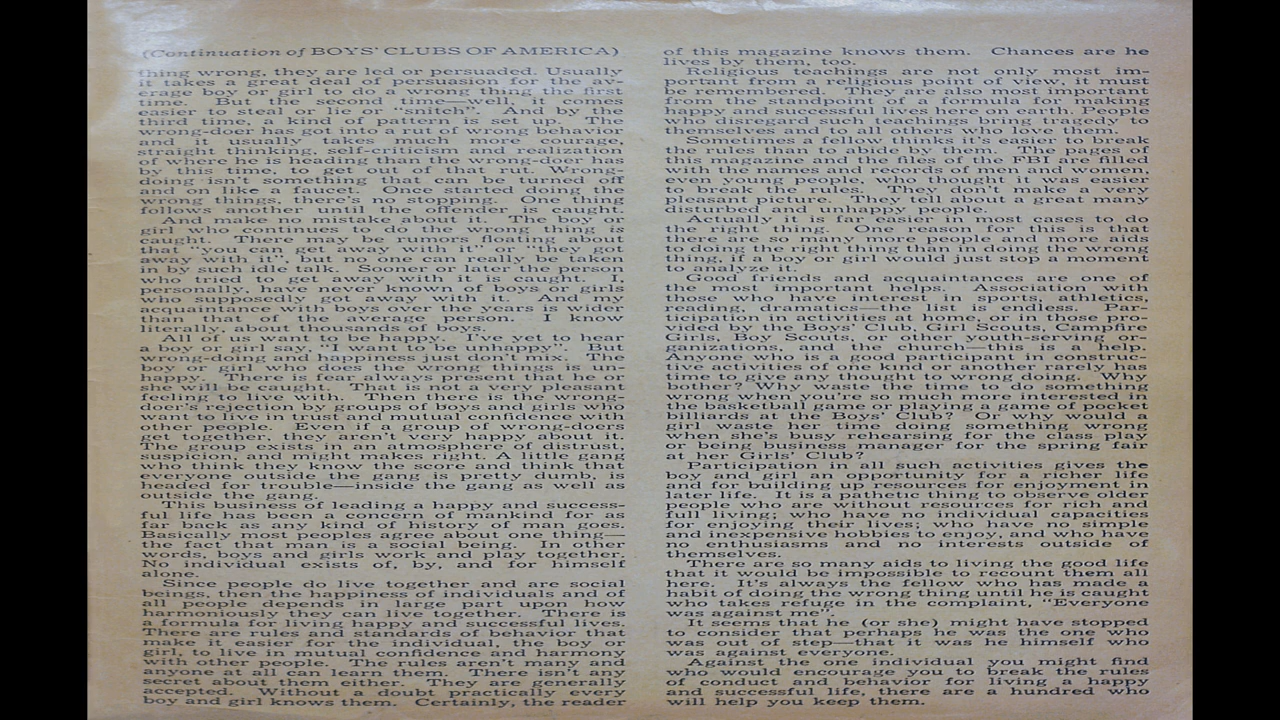 (Continuation of BOYS' CLUBS OF AMERICA)
thing wrong, they are led or persuaded. Usually
it takes a great deal of persuasion for the av-
erage boy or girl to do a wrong thing the first
time. But the second time—well, it comes
easier to steal or lie or "snitch". And by the
third time, a kind of pattern is set up. The
wrong-doer has got into a rut of wrong behavior
and it usually takes much more courage,
straight thinking, self-criticism and realization
of where he is heading than the wrong-doer has
by this time, to get out of that rut. Wrong-
doing isn't something that can be turned off
and on like a faucet. Once started doing the
wrong things, there's no stopping. One thing
follows another until the offender is caught.
And make no mistake about it. The boy or
girl who continues to do the wrong thing is
caught. There may be rumors floating about
that "you can get away with it" or "they got
away with it", but no one can really be taken
in by such idle talk. Sooner or later the person
who tried to get away with it is caught. I,
personally, have never known of boys or girls
who supposedly got away with it. And my
acquaintance with boys over the years is wider
than that of the average person. I know
literally, about thousands of boys.
All of us want to be happy. I've yet to hear
a boy or girl say, "I want to be unhappy". But
wrong-doing and happiness just don't mix. The
boy or girl who does the wrong things is un-
happy. There is fear always present that he or
she will be caught. That is not a very pleasant
feeling to live with. Then there is the wrong-
doer's rejection by groups of boys and girls who
want to live in trust and mutual confidence with
other people. Even if a group of wrong-doers
get together, they aren't very happy about it.
The group exists in an atmosphere of distrust,
suspicion, nd might makes right. A little gang
who think they know the score and think that
everyone outside the gang is pretty dumb, is
headed for trouble—inside the gang as well as
outside the gang.
This business of leading a happy and success-
ful life has been a concern of mankind for as
far back as any kind of history of man goes.
Basically most peoples agree about one thing—
the fact that man is a social being. In other
words, boys and girls work and play together.
No individual exists of, by, and for himself
alone.
Since people do live together and are social
beings, then the happiness of individuals and of
all people depends in large part upon how
harmoniously they can live together. There is
a formula for living happy and successful lives.
There are rules and standards of behavior that
make it easier for the individual, the boy or
girl, to live in mutual confidence and harmony
with other people. The rules aren't many and
anyone at all can learn them. There isn't any
secret about them either. They are generally
accepted. Without a doubt practically every
boy and girl knows them. Certainly, the reader
of this magazine knows them. Chances are he
lives by them, too.
Religious teachings are not only most im-
portant from a religious point of view, it must
be remembered. They are also most important
from the standpoint of a formula for making
happy and successful lives here on earth. People
who disregard such teachings bring tragedy to
themselves and to all others who love them.
Sometimes a fellow thinks it's easier to break
the rules than to abide by them. The pages of
this magazine and the files of the FBI are filled
with the names and records of men and women,
even young people, who thought it was easier
to break the rules. They don't make a very
pleasant picture. They tell about a great many
disturbed and unhappy people.
Actually it is far easier in most cases to do
the right thing. One reason for this is that
there are so many more people and more aids
to doing the right thing than in doing the wrong
thing, if a boy or girl would just stop a moment
to analyze it.
Good friends and acquaintances are one of
the most important helps. Association with
those who have interest in sports, athletics,
reading, dramatics—the list is endless. Par-
ticipation in activities at home, or in those pro-
vided by the Boys' Club, Girl Scouts, Campfire
Girls, Boy Scouts, or other youth-serving or-
ganizations, and the church—this is a help.
Anyone who is a good participant in construc-
tive activities of one kind or another rarely has
time to give any thought to wrong doing. Why
bother? Why waste the time to do something
wrong when you're so much more interested in
the basketball game or playing a game of pocket
billiards at the Boys' Club? Or why would a
girl waste her time doing something wrong
when she's busy rehearsing for the class play
or being business manager for the spring fair
at her Girls' Club?
Participation in all such activities gives the
boy and girl an opportunity for a richer life
and for building up resources for enjoyment in
later life. It is a pathetic thing to observe older
people who are without resources for rich and
full living; who have no individual capacities
for enjoying their lives; who have no simple
and inexpensive hobbies to enjoy, and who have
no enthusiasms and no interests outside of
themselves.
There are so many aids to living the good life
that it would be impossible to recount them all
here. It's always the fellow who has made a
habit of doing the wrong thing until he is caught
who takes refuge in the complaint, "Everyone
was against me".
It seems that he (or she) might have stopped
to consider that perhaps he was the one who
was out of step—that it was he himself who
was against everyone.
Against the one individual you might find
who would encourage you to break the rules
of conduct and behavior for living a happy
and successful life, there are a hundred who
will help you keep them.